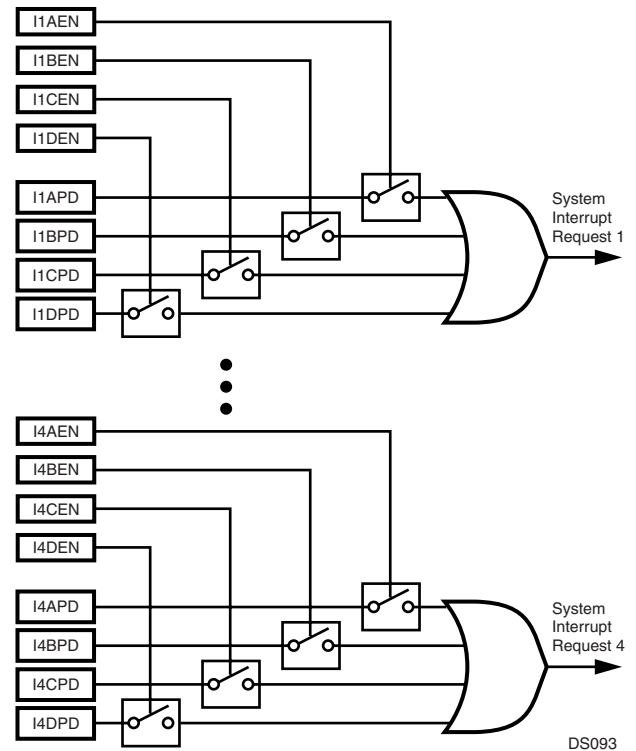 I1AEN
I1BEN
I1CEN
I1DEN
I1APD
I1BPD
I1CPD
I1DPD
System
Interrupt
Request 1
I4AEN
I4BEN
I4CEN
I4DEN
I4APD
I4BPD
I4CPD
I4DPD
System
Interrupt
Request 4
DS093